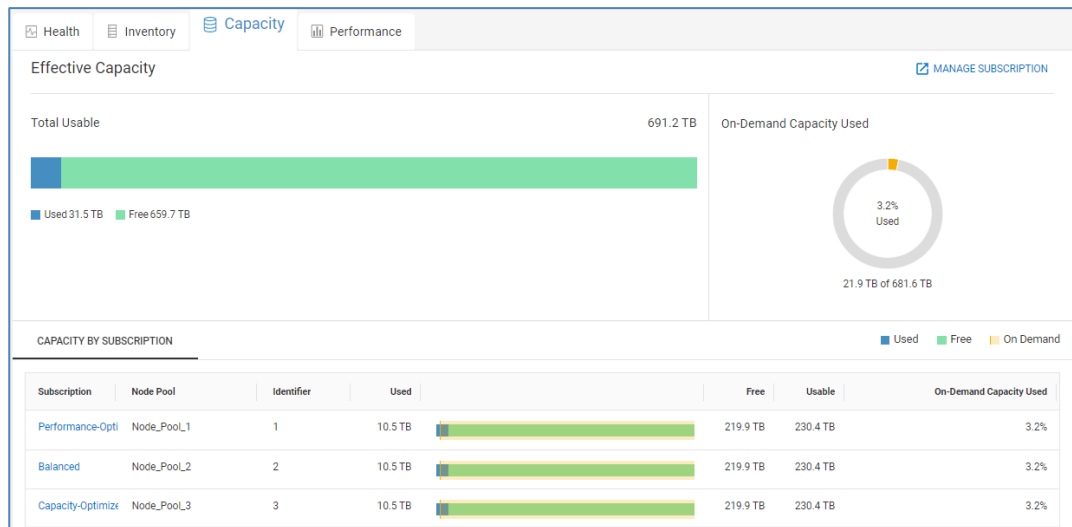 Health Inventory Capacity Performance
Effective Capacity MANAGE SUBSCRIPTION
Total Usable 691.2 TB
Used 31.5 TB Free 659.7 TB
On-Demand Capacity Used
3.2%
Used
21.9 TB of 681.6 TB
CAPACITY BY SUBSCRIPTION Used Free On Demand
Subscription Node Pool Identifier Used Free Usable On-Demand Capacity Used
Performance-Opti Node_Pool_1 1 10.5 TB 219.9 TB 230.4 TB 3.2%
Balanced Node_Pool_2 2 10.5 TB 219.9 TB 230.4 TB 3.2%
Capacity-Optimize Node_Pool_3 3 10.5 TB 219.9 TB 230.4 TB 3.2%